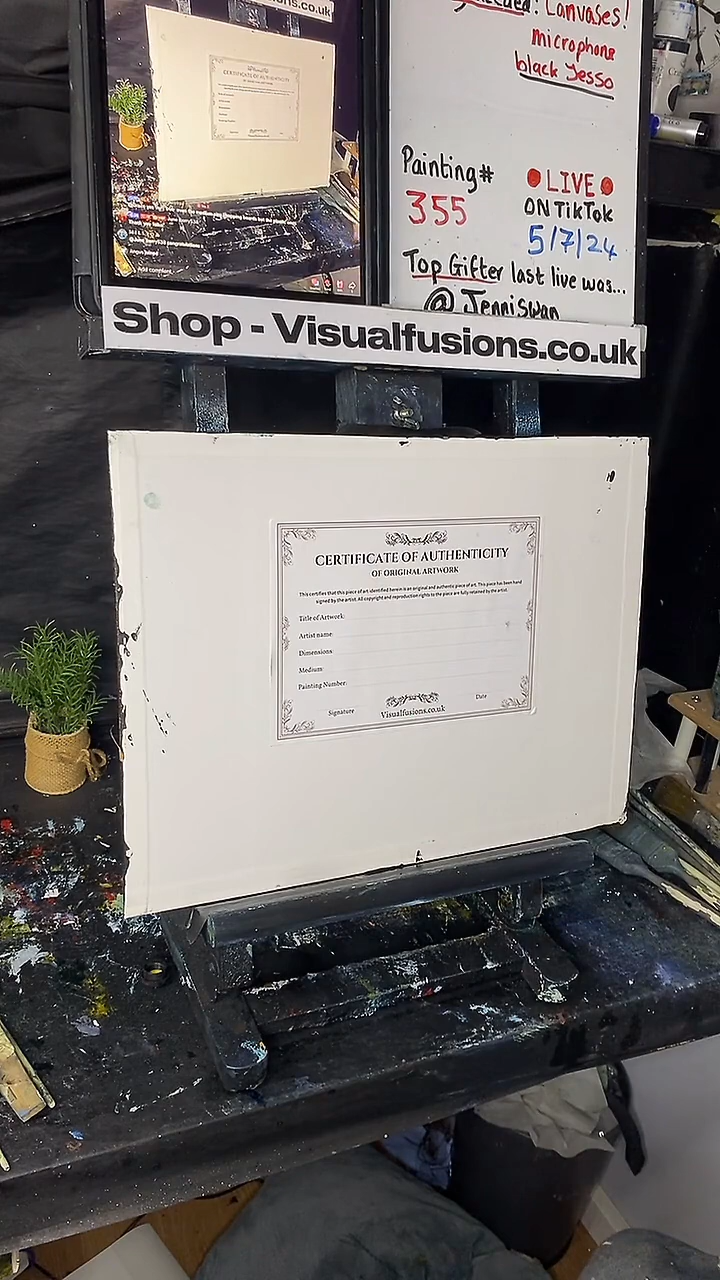 Canvases!
microphone
black Gesso
Painting#
355
LIVE
ON TikTok
5/7/24
Top Gifter last live was...
@ Jenniswan
Shop - Visualfusions.co.uk
CERTIFICATE OF AUTHENTICITY
CERTIFICATE OF AUTHENTICITY
OF ORIGINAL ARTWORK
This certifies that this piece of art identified herein is an original and authentic piece of art. This piece has been hand
signed by the artist. All copyright and reproduction rights to the piece are fully retained by the artist.
Title of Artwork:
Artist name:
Dimensions:
Medium:
Painting Number:
Signature
Date
Visualfusions.co.uk